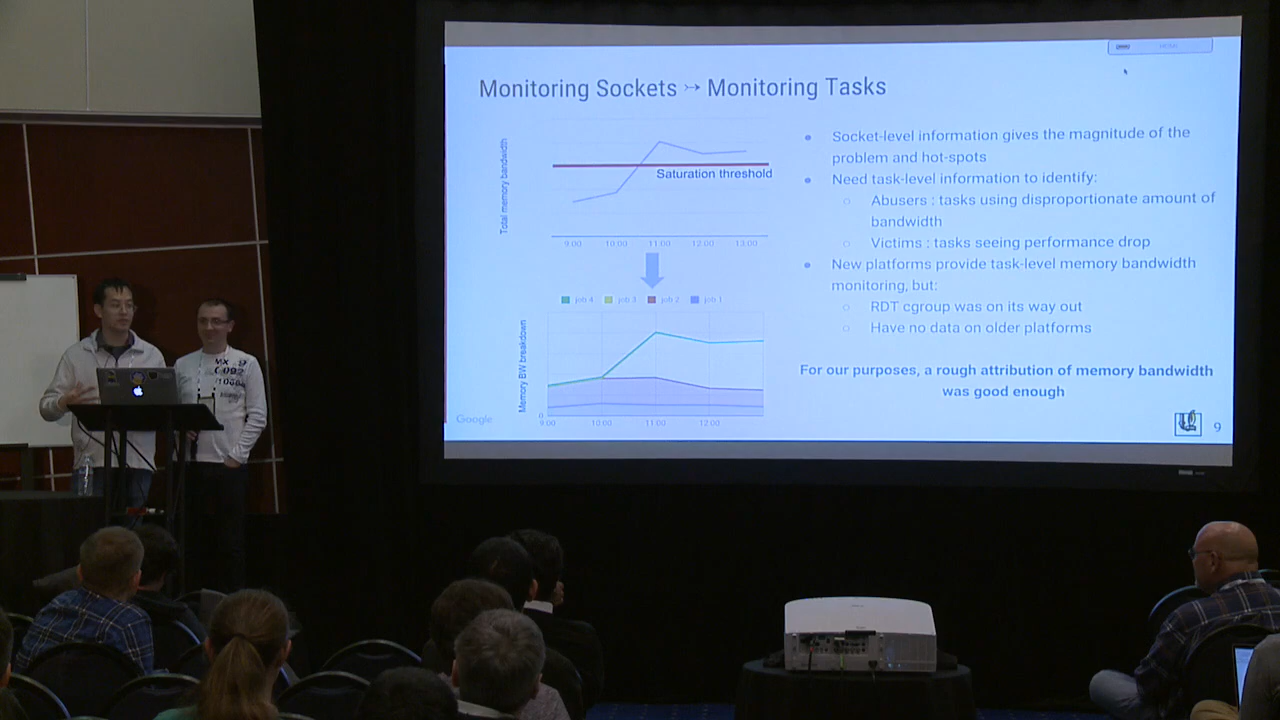 Monitoring Sockets ↣ Monitoring Tasks
Total memory bandwidth
Saturation threshold
9:00 10:00 11:00 12:00 13:00
job 4 job 3 job 2 job 1
Memory BW breakdown
0
9:00 10:00 11:00 12:00
● Socket-level information gives the magnitude of the
problem and hot-spots
● Need task-level information to identify:
○ Abusers : tasks using disproportionate amount of
bandwidth
○ Victims : tasks seeing performance drop
● New platforms provide task-level memory bandwidth
monitoring, but:
○ RDT cgroup was on its way out
○ Have no data on older platforms
For our purposes, a rough attribution of memory bandwidth
was good enough
Google
9